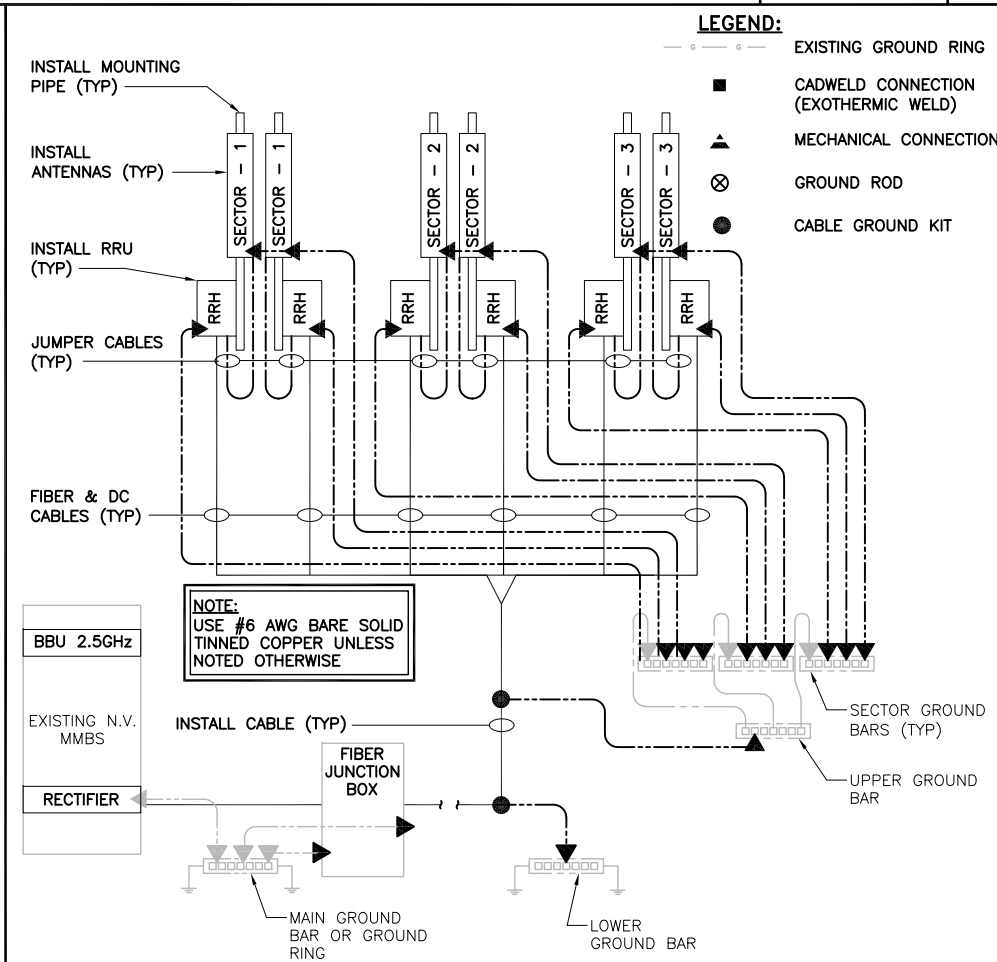 LEGEND:
G G EXISTING GROUND RING
CADWELD CONNECTION
(EXOTHERMIC WELD)
MECHANICAL CONNECTION
GROUND ROD
CABLE GROUND KIT
INSTALL MOUNTING
PIPE (TYP)
INSTALL
ANTENNAS (TYP)
INSTALL RRU
(TYP)
JUMPER CABLES
(TYP)
FIBER & DC
CABLES (TYP)
SECTOR - 1
SECTOR - 1
SECTOR - 2
SECTOR - 2
SECTOR - 3
SECTOR - 3
RRH
RRH
RRH
RRH
RRH
RRH
NOTE:
USE #6 AWG BARE SOLID
TINNED COPPER UNLESS
NOTED OTHERWISE
BBU 2.5GHz
EXISTING N.V.
MMBS
RECTIFIER
INSTALL CABLE (TYP)
FIBER
JUNCTION
BOX
SECTOR GROUND
BARS (TYP)
UPPER GROUND
BAR
MAIN GROUND
BAR OR GROUND
RING
LOWER
GROUND BAR